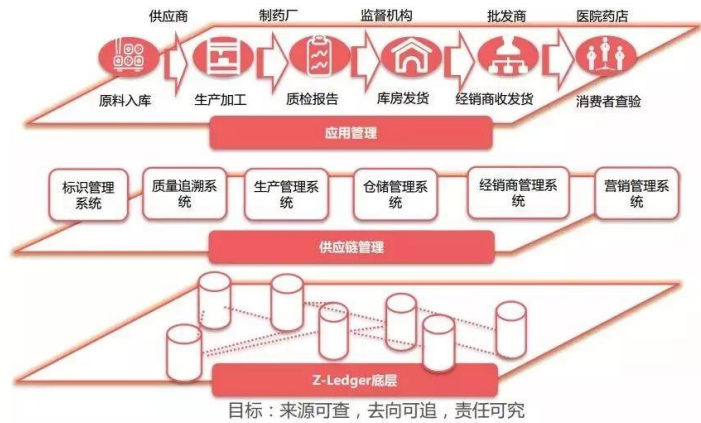 供应商
制药厂
监督机构
批发商
医院药店
原料入库
生产加工
质检报告
库房发货
经销商收发货
消费者查验
应用管理
标识管理
系统
质量追溯系
统
生产管理系
统
仓储管理系
统
经销商管理系
统
营销管理系
统
供应链管理
Z-Ledger底层
目标：来源可查，去向可追，责任可究